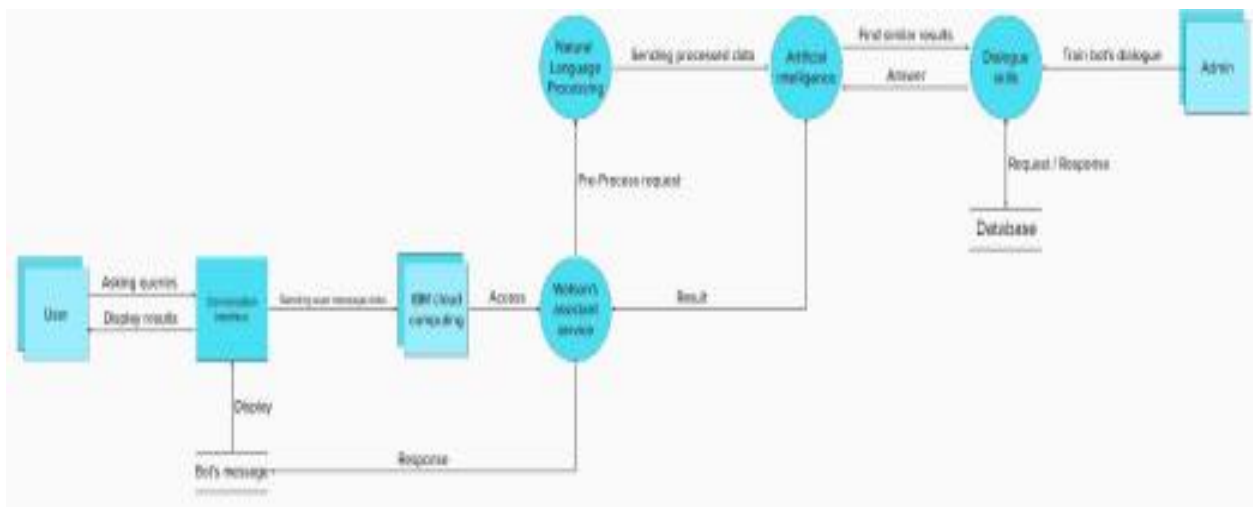 Natural
Language
Processing
Sending processed data
Artificial
Intelligence
Find similar results
Answer
Dialogue
skills
Train bot's dialogue
Admin
Pre-Process request
Request / Response
Database
User
Asking queries
Display results
interface
Sending user message data
IBM cloud
computing
Access
Watson's
assistant
service
Result
Display
Bot's message
Response